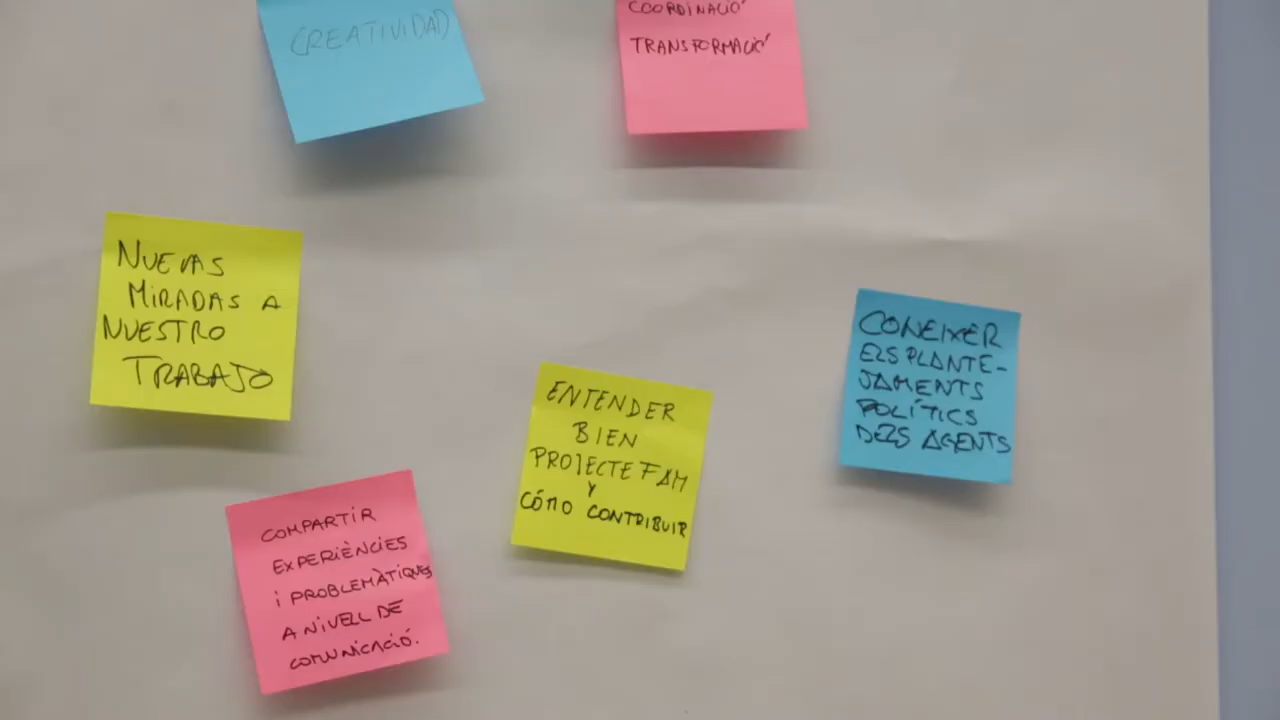 CREATIVIDAD
COORDINACIÓ
TRANSFORMACIÓ
NUEVAS
MIRADAS A
NUESTRO
TRABAJO
CONEIXER
ELS PLANTE-
JAMENTS
POLÍTICS
DELS AGENTS
ENTENDER
BIEN
PROJECTE FAM
Y
CÓMO CONTRIBUIR
COMPARTIR
EXPERIÈNCIES
i PROBLEMÀTIQUES
A NIVELL DE
COMUNICACIÓ.